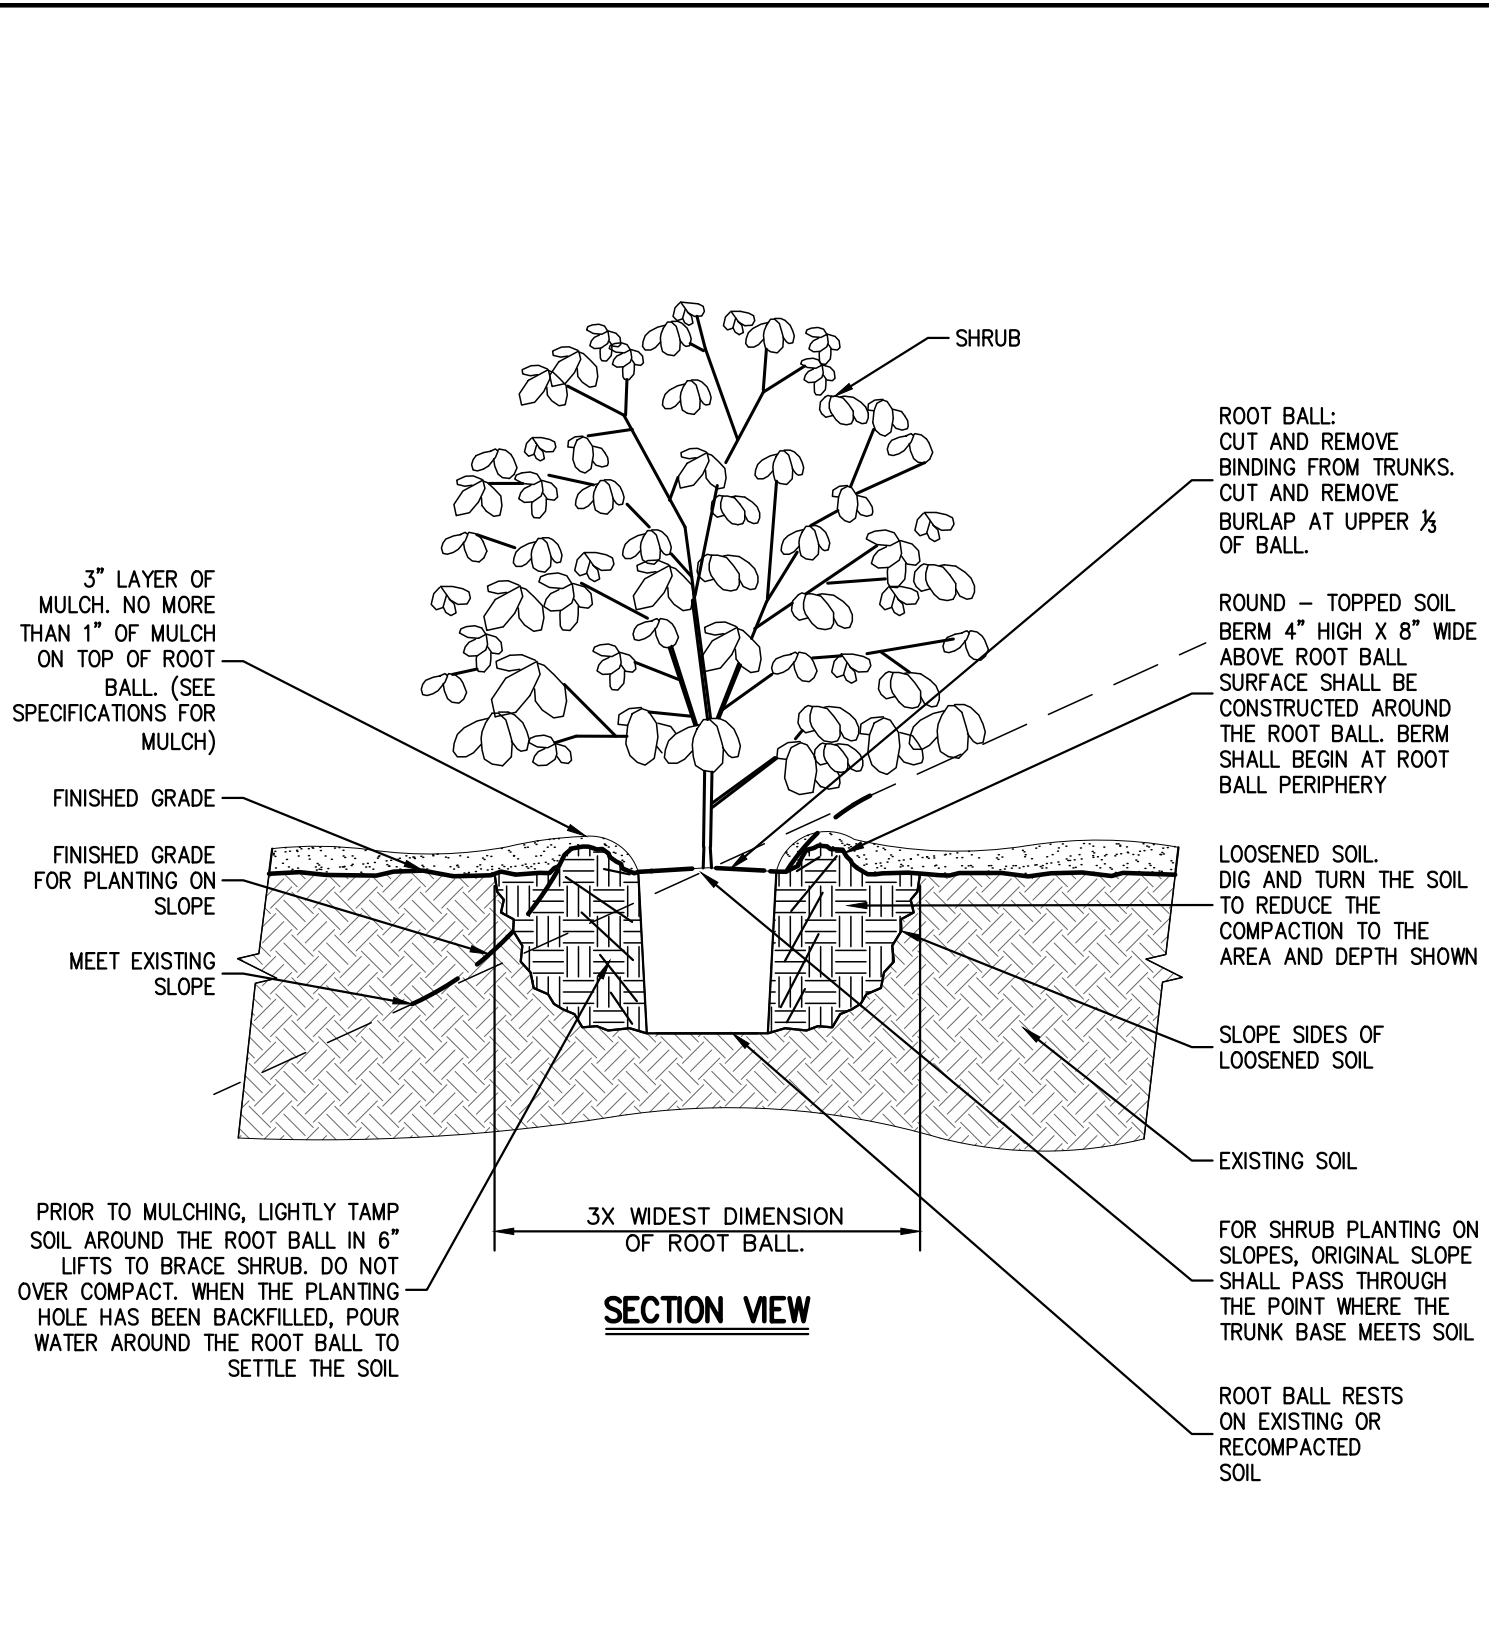 SHRUB
ROOT BALL:
CUT AND REMOVE
BINDING FROM TRUNKS.
CUT AND REMOVE
BURLAP AT UPPER ⅓
OF BALL.
ROUND – TOPPED SOIL
BERM 4" HIGH X 8" WIDE
ABOVE ROOT BALL
SURFACE SHALL BE
CONSTRUCTED AROUND
THE ROOT BALL. BERM
SHALL BEGIN AT ROOT
BALL PERIPHERY
LOOSENED SOIL.
DIG AND TURN THE SOIL
TO REDUCE THE
COMPACTION TO THE
AREA AND DEPTH SHOWN
SLOPE SIDES OF
LOOSENED SOIL
EXISTING SOIL
FOR SHRUB PLANTING ON
SLOPES, ORIGINAL SLOPE
SHALL PASS THROUGH
THE POINT WHERE THE
TRUNK BASE MEETS SOIL
ROOT BALL RESTS
ON EXISTING OR
RECOMPACTED
SOIL
3" LAYER OF
MULCH. NO MORE
THAN 1" OF MULCH
ON TOP OF ROOT
BALL. (SEE
SPECIFICATIONS FOR
MULCH)
FINISHED GRADE
FINISHED GRADE
FOR PLANTING ON
SLOPE
MEET EXISTING
SLOPE
PRIOR TO MULCHING, LIGHTLY TAMP
SOIL AROUND THE ROOT BALL IN 6"
LIFTS TO BRACE SHRUB. DO NOT
OVER COMPACT. WHEN THE PLANTING
HOLE HAS BEEN BACKFILLED, POUR
WATER AROUND THE ROOT BALL TO
SETTLE THE SOIL
3X WIDEST DIMENSION
OF ROOT BALL.
SECTION VIEW